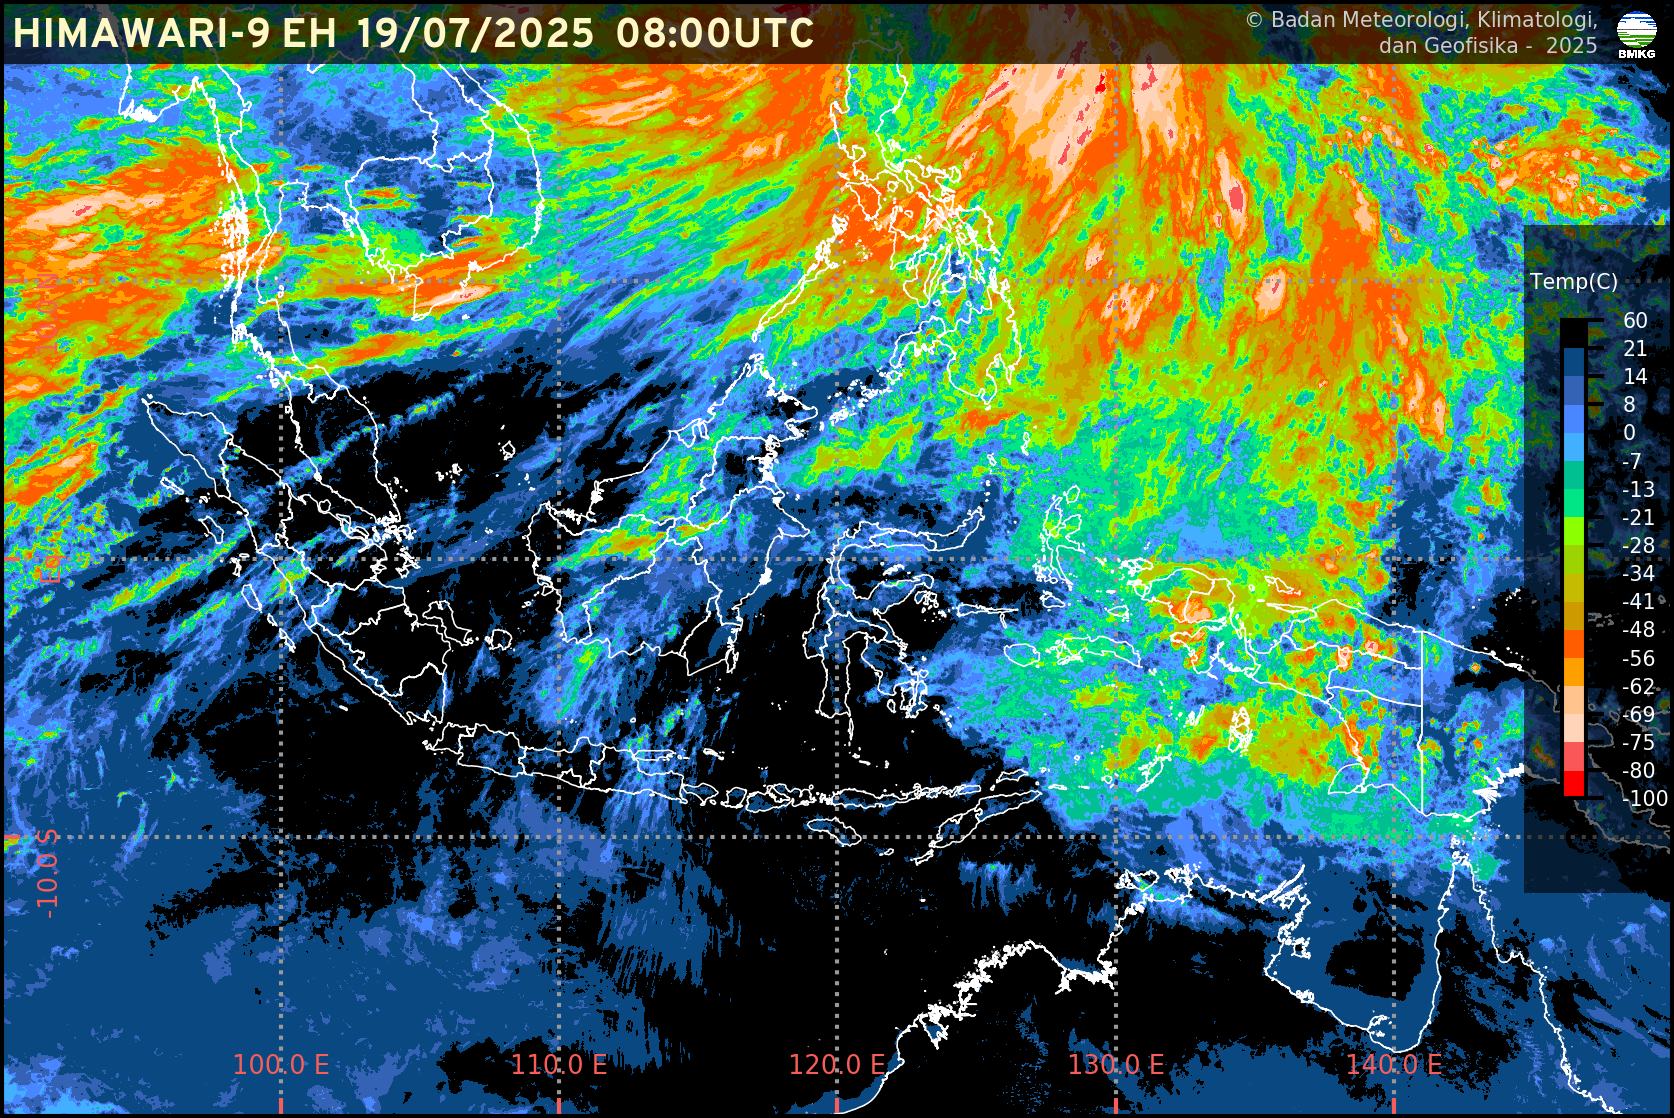 HIMAWARI-9 EH 19/07/2025 08:00UTC
© Badan Meteorologi, Klimatologi,
dan Geofisika - 2025
BMKG
Temp(C)
60
21
14
8
0
-7
-13
-21
-28
-34
-41
-48
-56
-62
-69
-75
-80
-100
-10.0 S
100.0 E
110.0 E
120.0 E
130.0 E
140.0 E